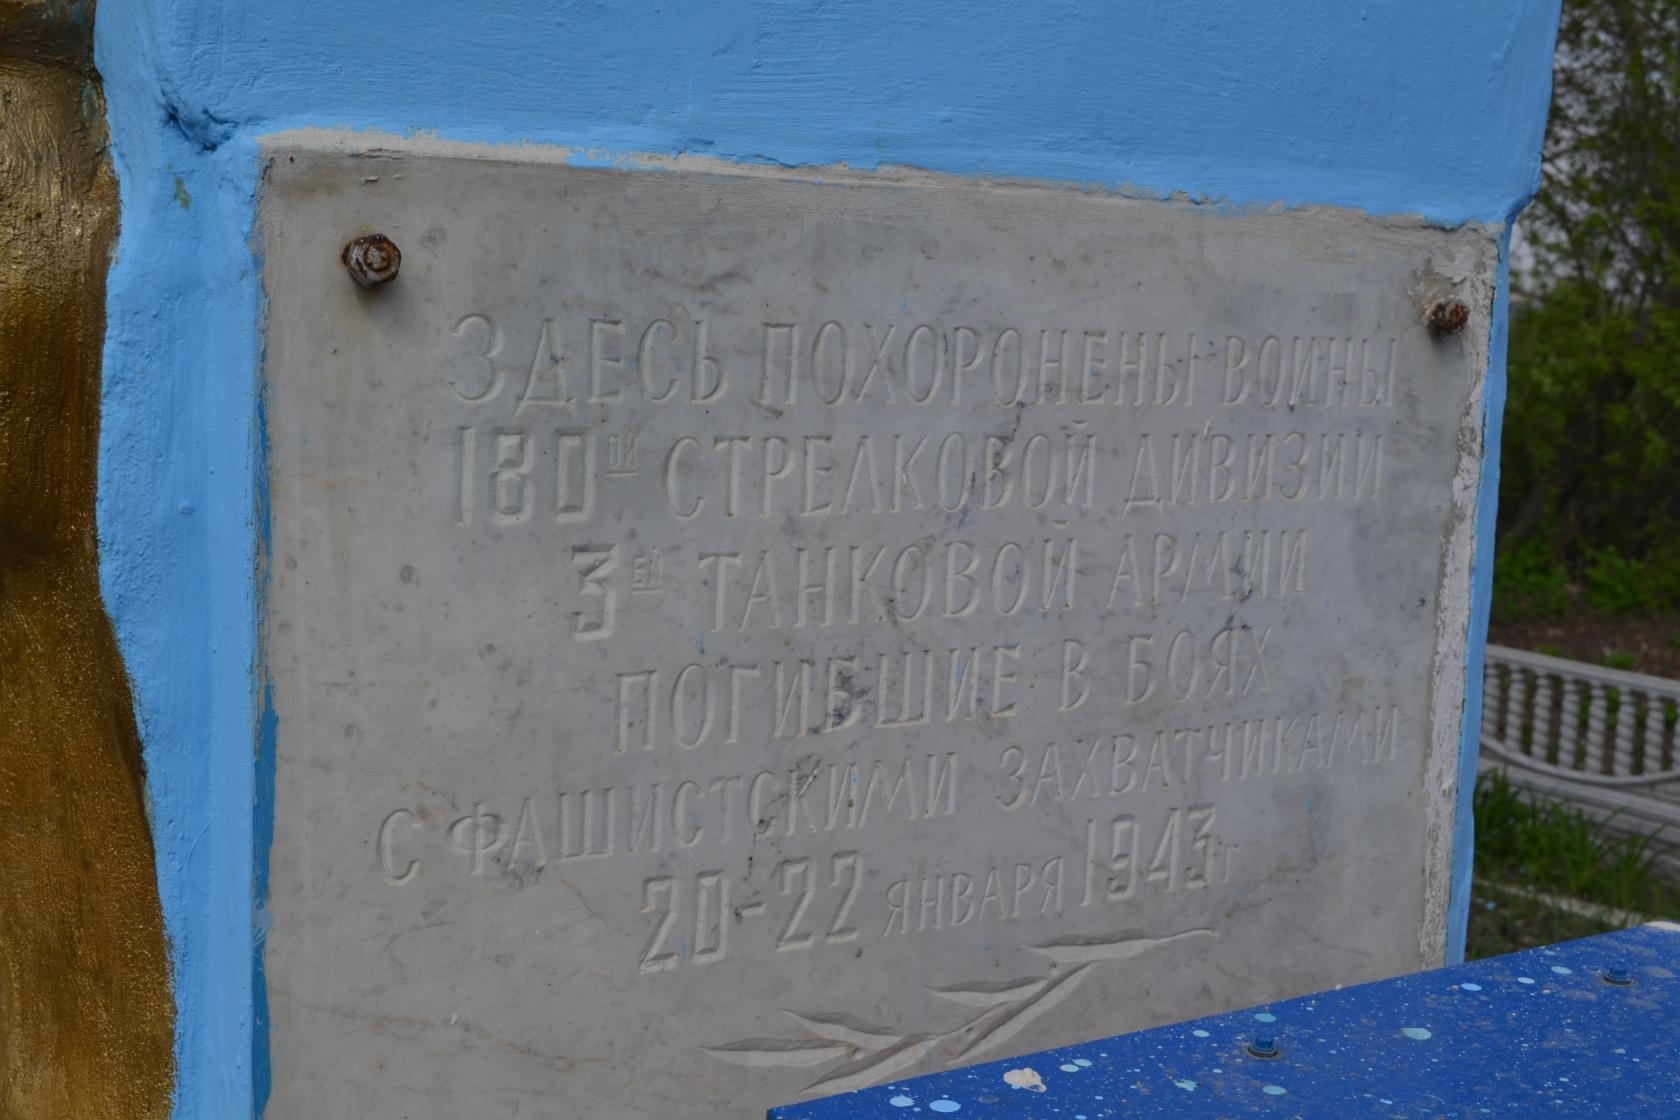 ЗДЕСЬ ПОХОРОНЕНЫ ВОИНЫ
180ОЙ СТРЕЛКОВОЙ ДИВИЗИИ
3ЕЙ ТАНКОВОЙ АРМИИ
ПОГИБШИЕ В БОЯХ
С ФАШИСТСКИМИ ЗАХВАТЧИКАМИ
20-22 ЯНВАРЯ 1943г